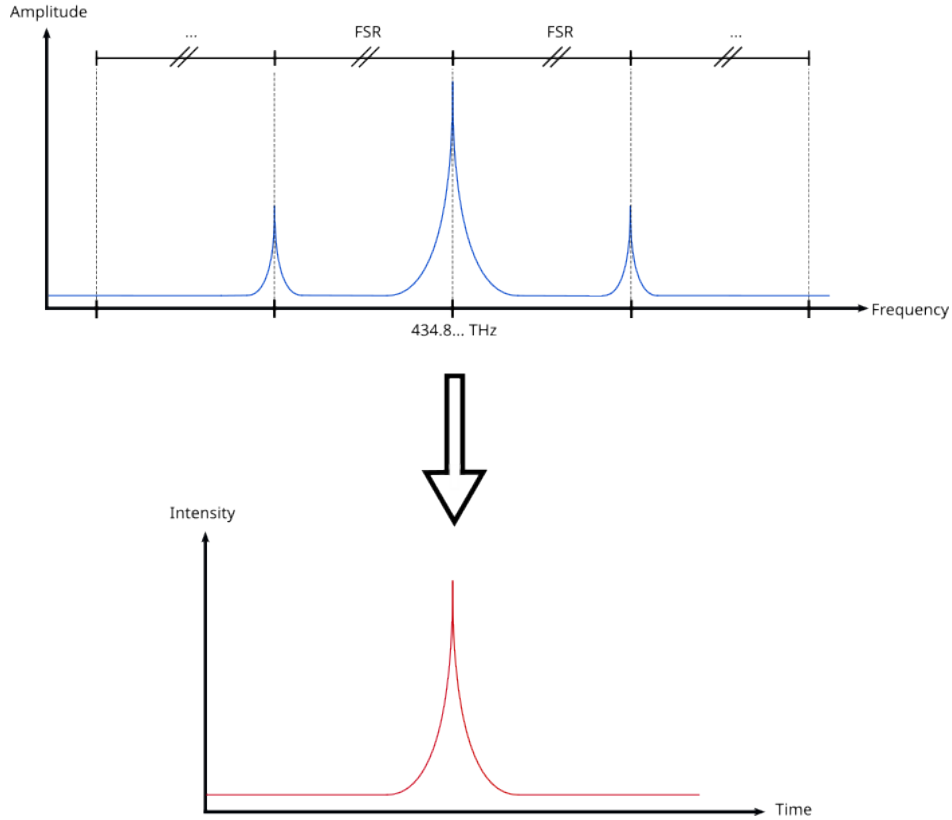 Amplitude
...
FSR
FSR
...
Frequency
434.8... THz
Intensity
Time